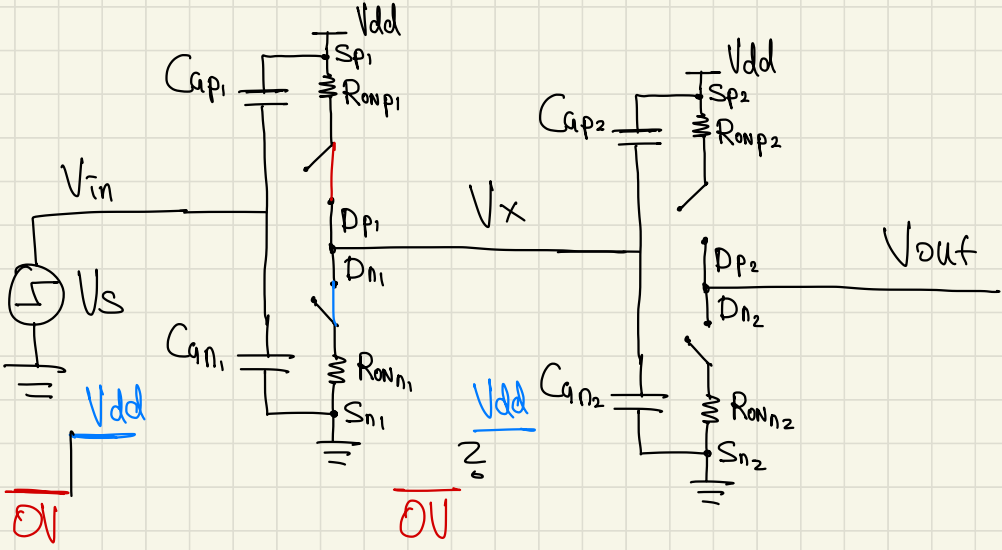 Vdd
Sp1
Cap1
RONp1
Vdd
Sp2
Cap2
RONp2
Vin
Vx
Dp1
Dn1
Dp2
Vout
Dn2
Vs
Can1
RONn1
Sn1
Can2
RONn2
Sn2
Vdd
Vdd
?
0V
0V